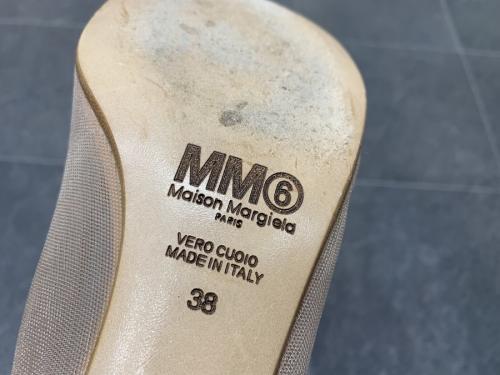 MM⑥
Maison Margiela
PARIS
VERO CUOIO
MADE IN ITALY
38